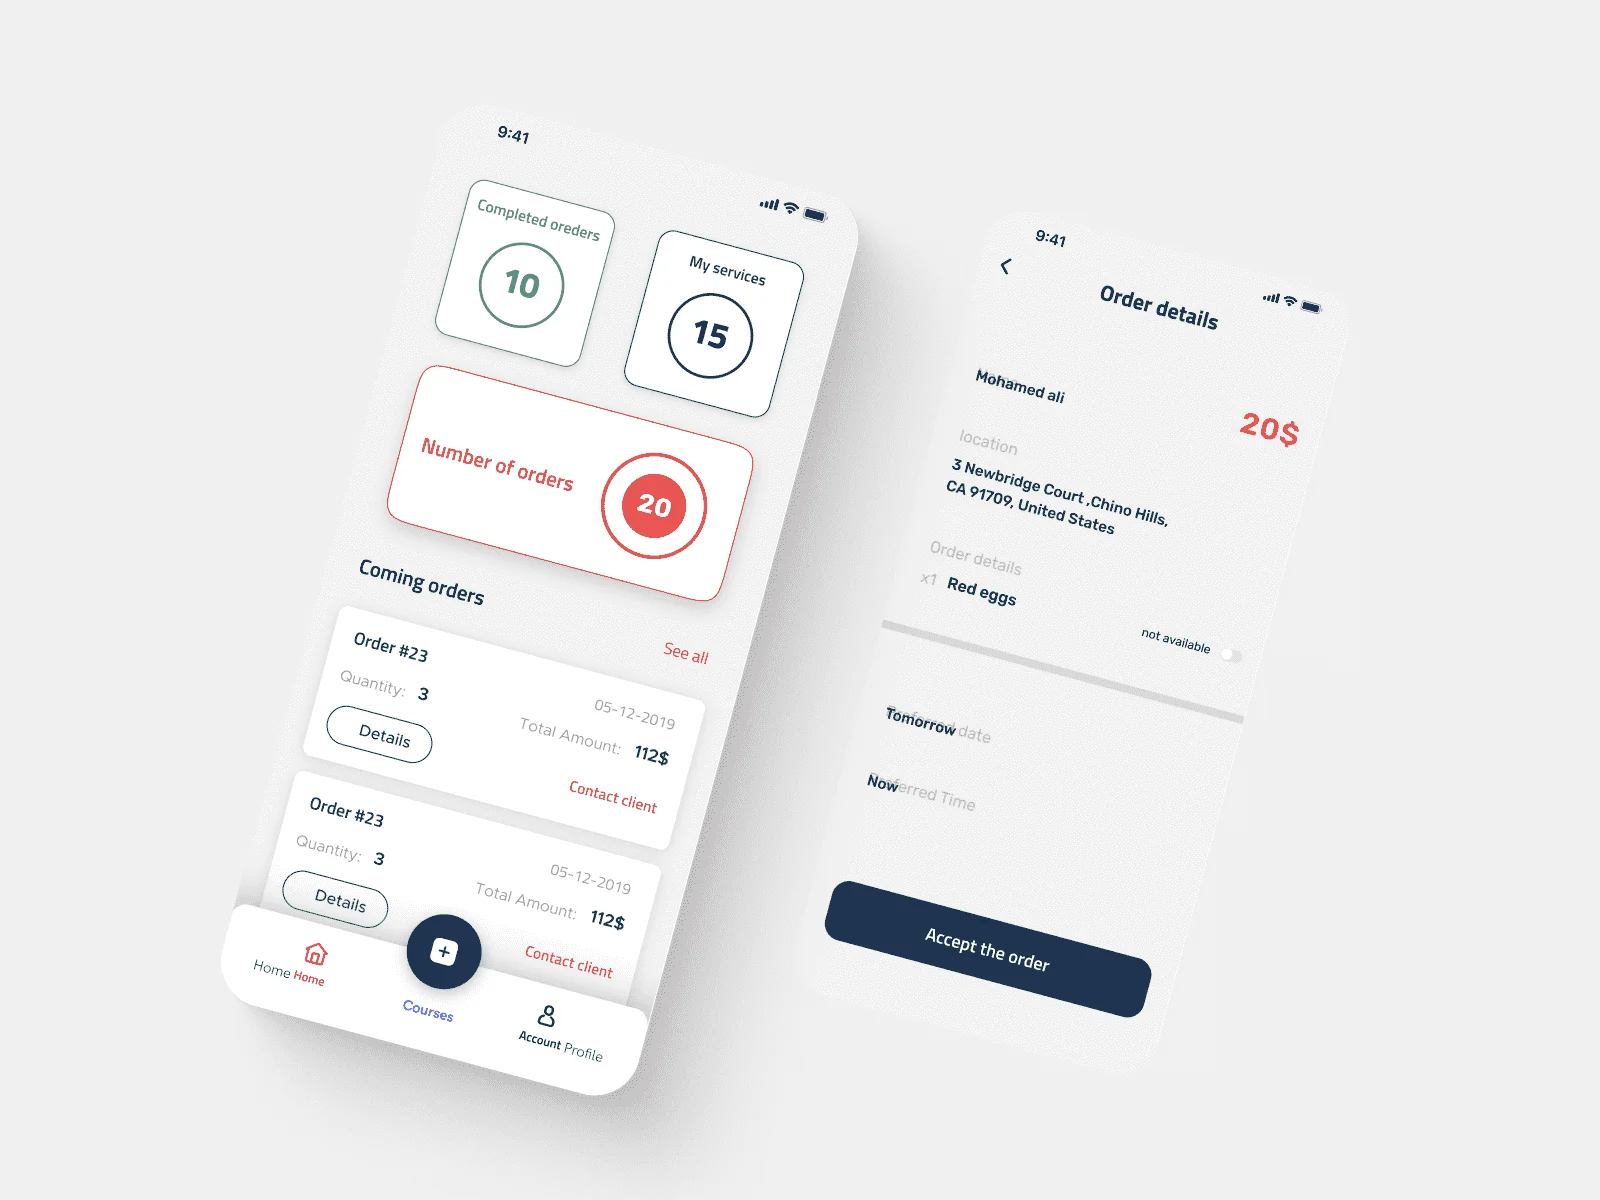 9:41
Completed oreders
10
My services
15
Number of orders
20
Coming orders
See all
Order #23
05-12-2019
Quantity: 3
Total Amount: 112$
Details
Contact client
Order #23
05-12-2019
Quantity: 3
Total Amount: 112$
Details
Contact client
Home Home
Courses
Account Profile
9:41
Order details
Mohamed ali
20$
location
3 Newbridge Court ,Chino Hills,
CA 91709, United States
Order details
x1 Red eggs
not available
Preferred date
Tomorrow
Preferred Time
Now
Accept the order